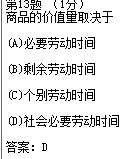 第13题 （1分）
商品的价值量取决于
(A)必要劳动时间
(B)剩余劳动时间
(C)个别劳动时间
(D)社会必要劳动时间
答案：D